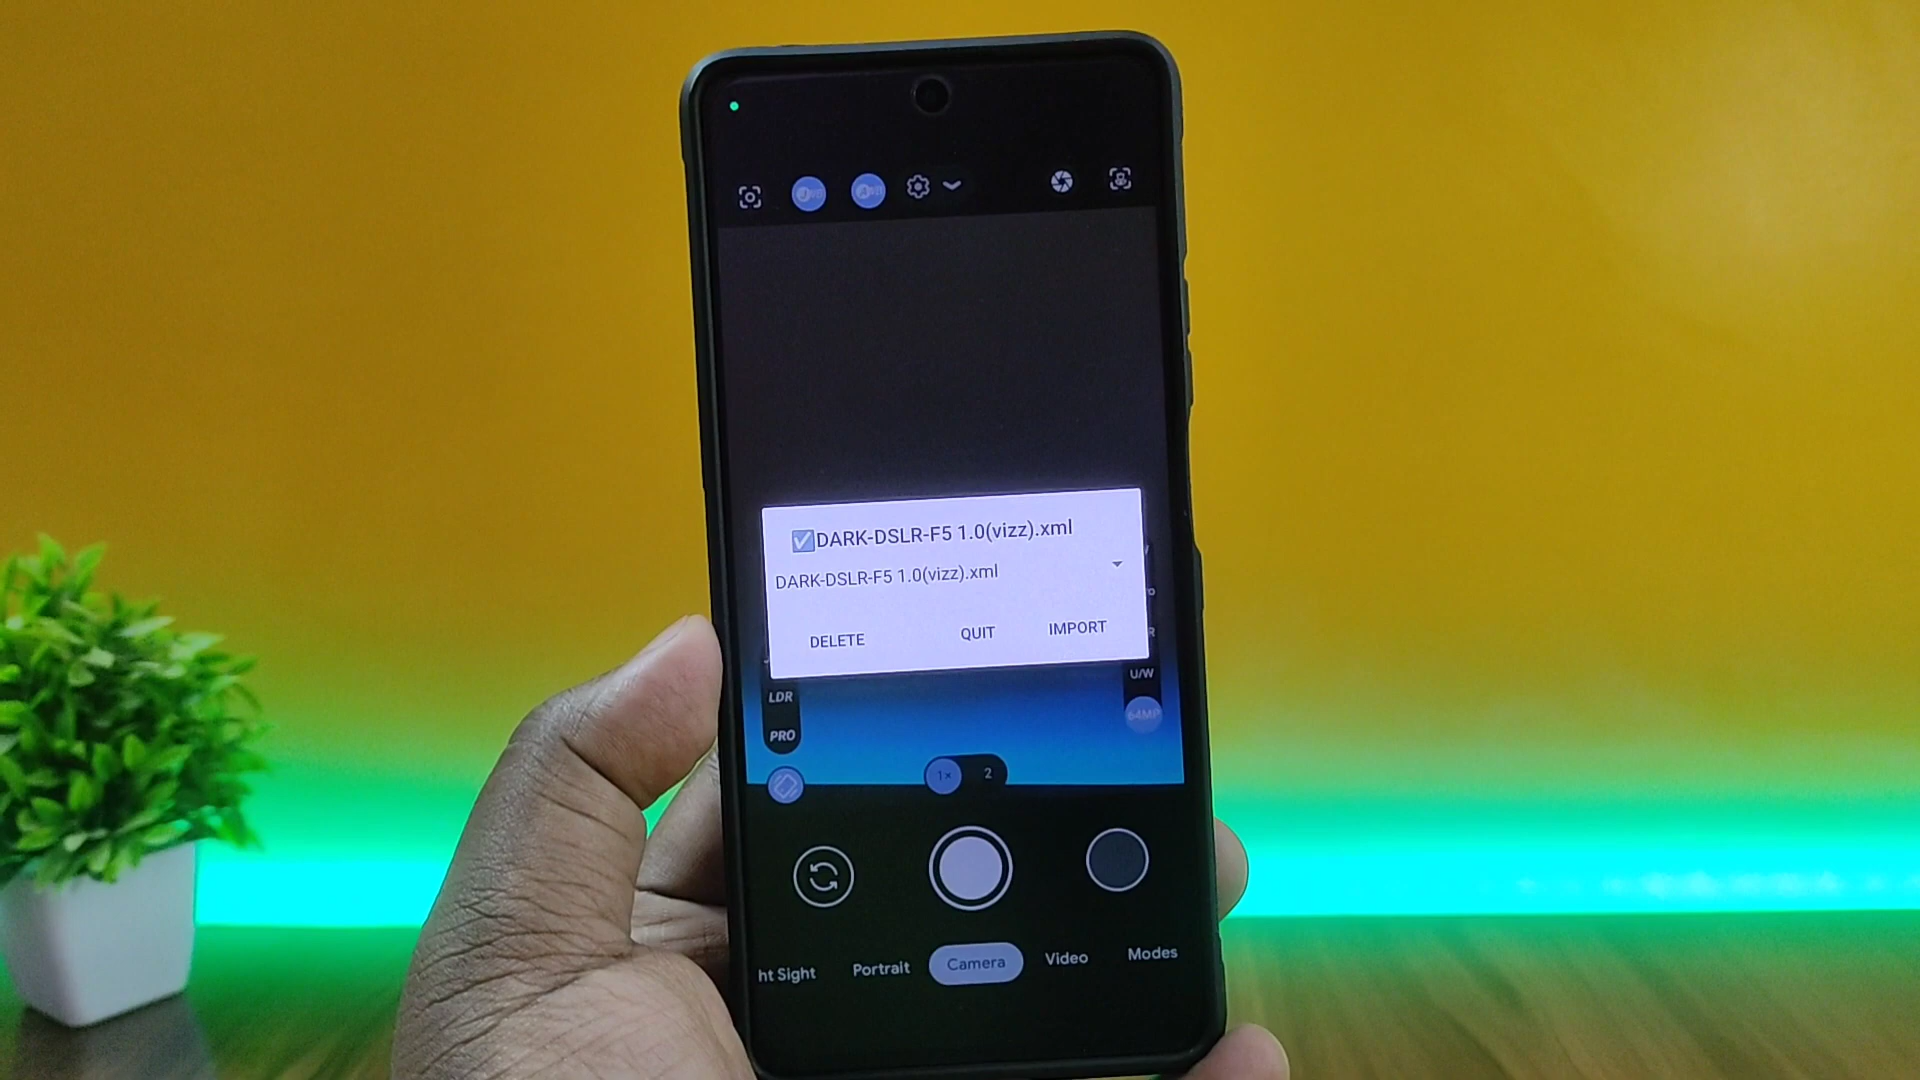 ☑DARK-DSLR-F5 1.0(vizz).xml
DARK-DSLR-F5 1.0(vizz).xml
DELETE QUIT IMPORT
LDR
PRO
U/W
64MP
1× 2
ht Sight Portrait Camera Video Modes